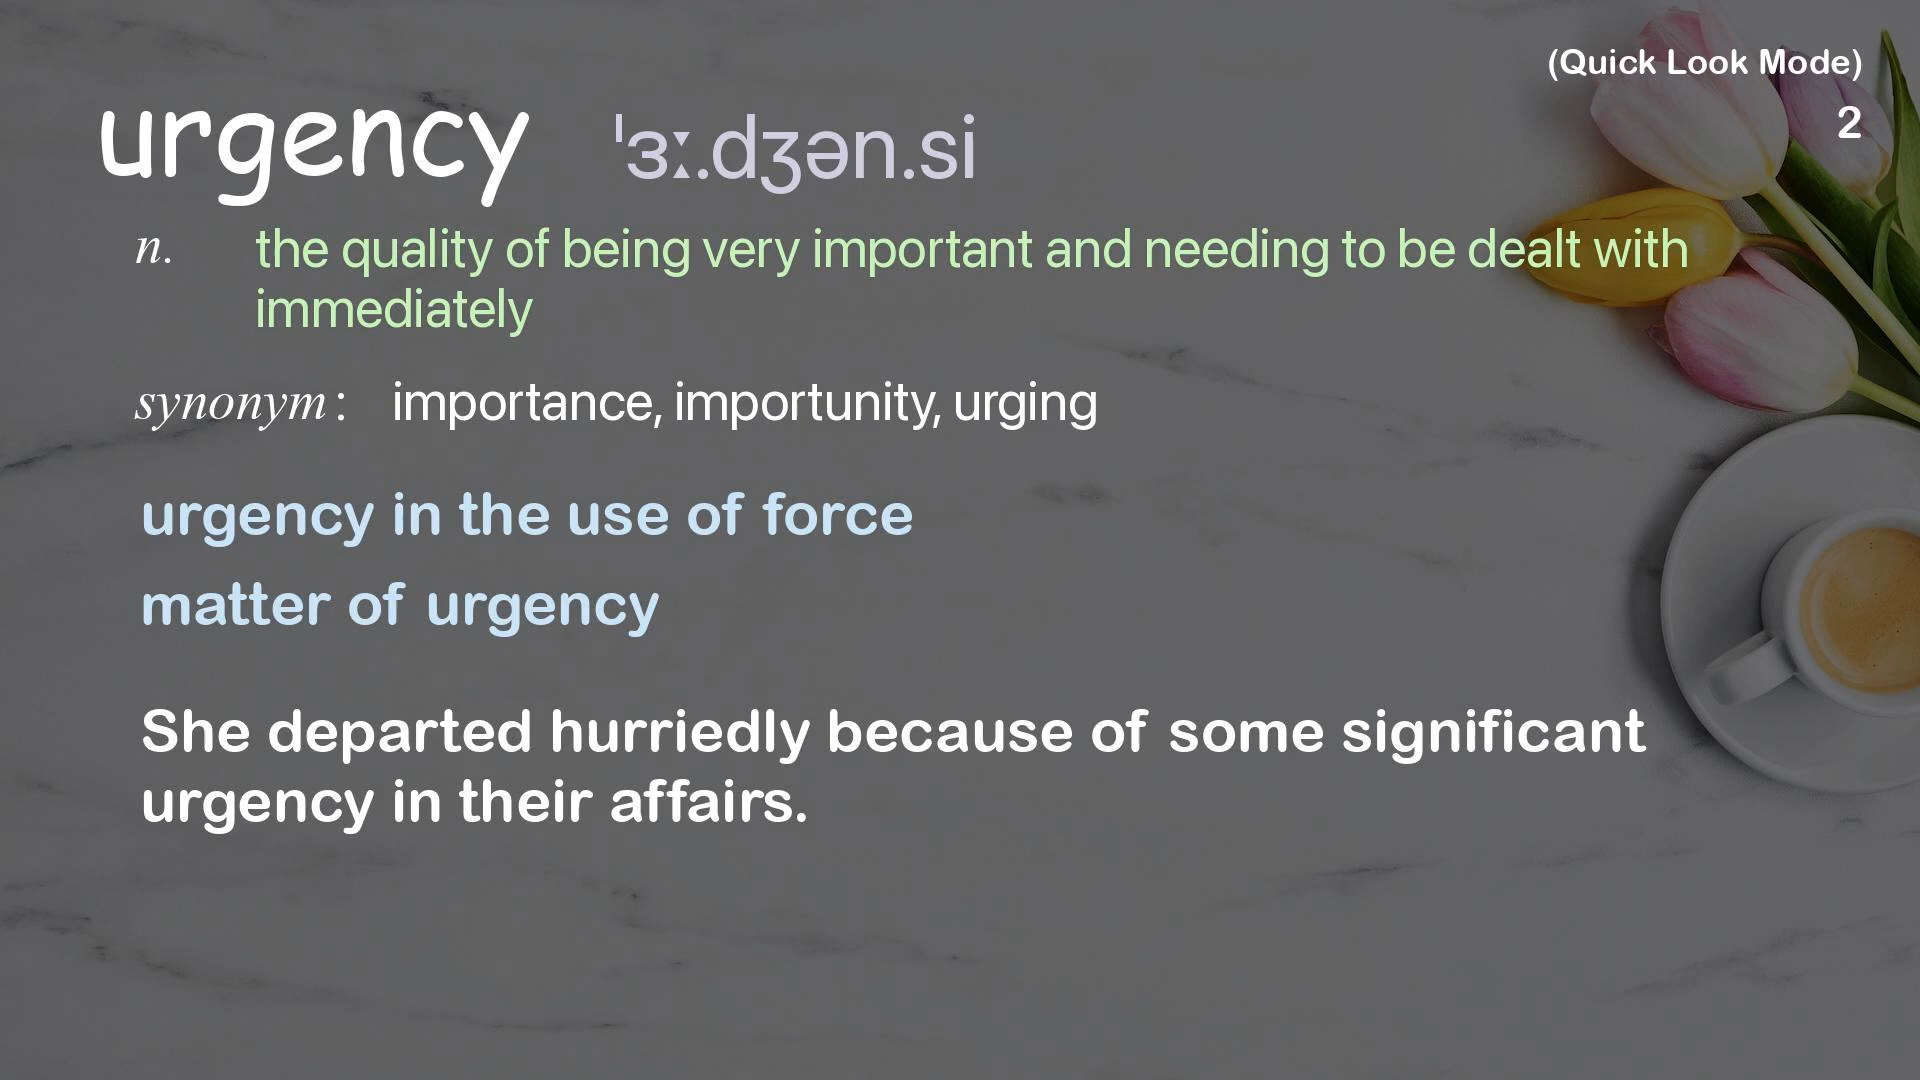 (Quick Look Mode)
2
urgency ˈɜː.dʒən.si
n. the quality of being very important and needing to be dealt with
immediately
synonym : importance, importunity, urging
urgency in the use of force
matter of urgency
She departed hurriedly because of some significant
urgency in their affairs.